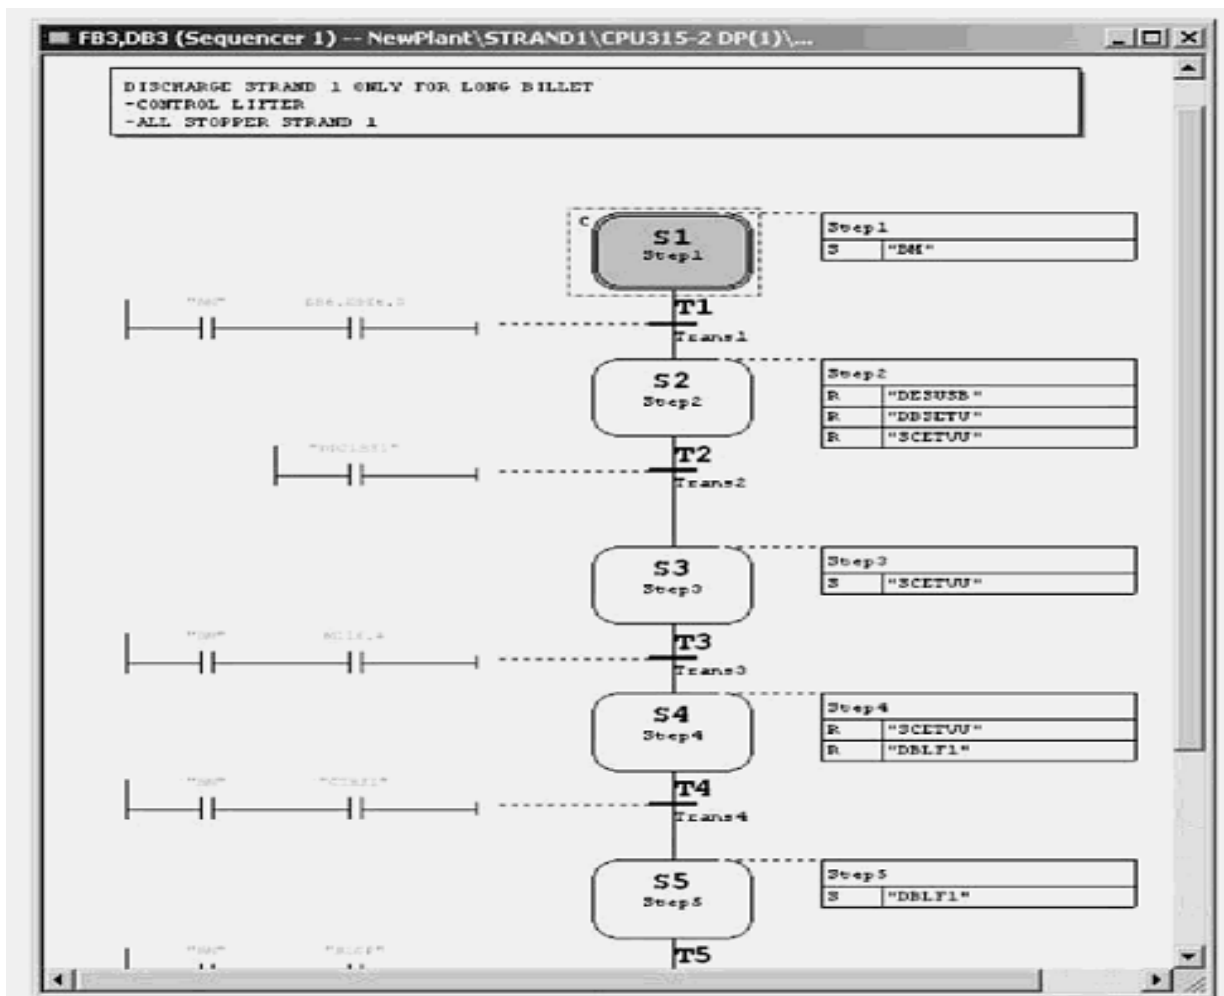 FB3,DB3 (Sequencer 1) -- NewPlant\STRAND1\CPU315-2 DP(1)\...
DISCHARGE STRAND 1 ONLY FOR LONG BILLET
-CONTROL LIFTER
-ALL STOPPER STRAND 1
C
S1
Step1
Step1
S "DM"
T1
Trans1
S2
Step2
Step2
R "DESUSB"
R "DBSETU"
R "SCETUU"
T2
Trans2
S3
Step3
Step3
S "SCETUU"
T3
Trans3
S4
Step4
Step4
R "SCETUU"
R "DBLF1"
T4
Trans4
S5
Step5
Step5
S "DBLF1"
T5